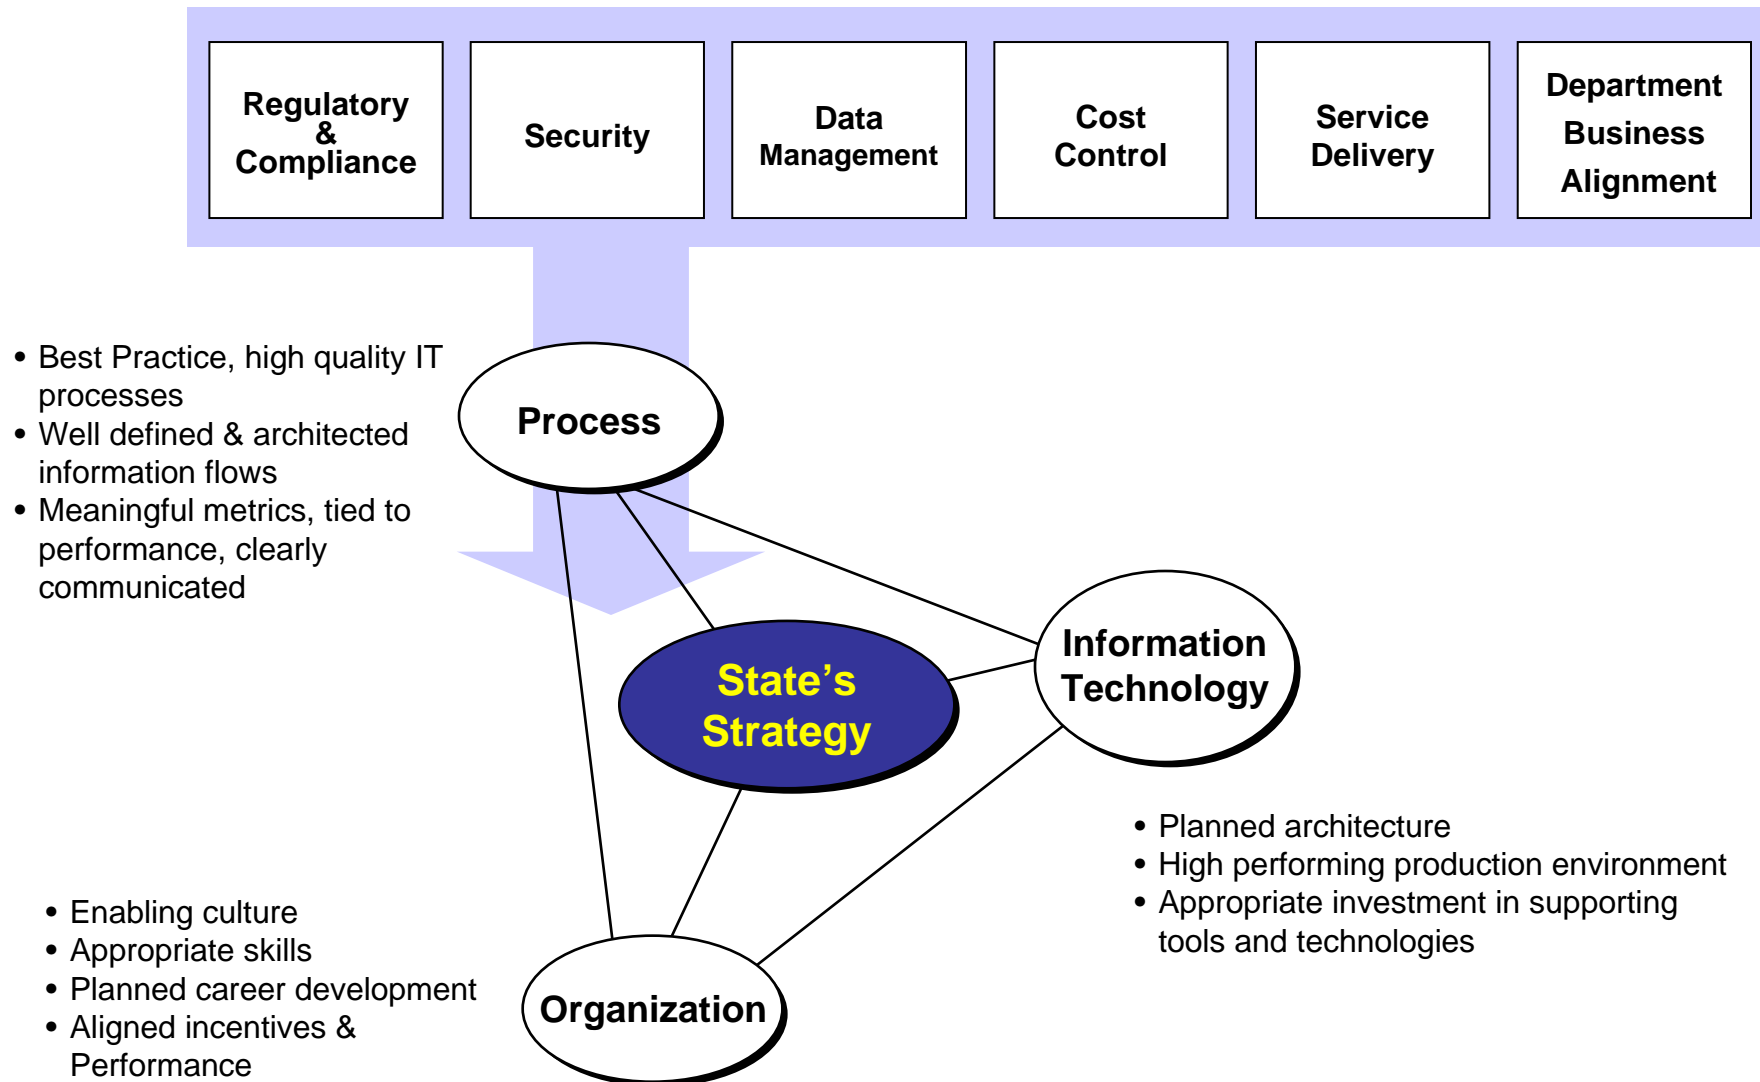 Regulatory
&
Compliance
Security
Data
Management
Cost
Control
Service
Delivery
Department
Business
Alignment
• Best Practice, high quality IT
processes
• Well defined & architected
information flows
• Meaningful metrics, tied to
performance, clearly
communicated
Process
State’s
Strategy
Information
Technology
• Planned architecture
• High performing production environment
• Appropriate investment in supporting
tools and technologies
• Enabling culture
• Appropriate skills
• Planned career development
• Aligned incentives &
Performance
Organization